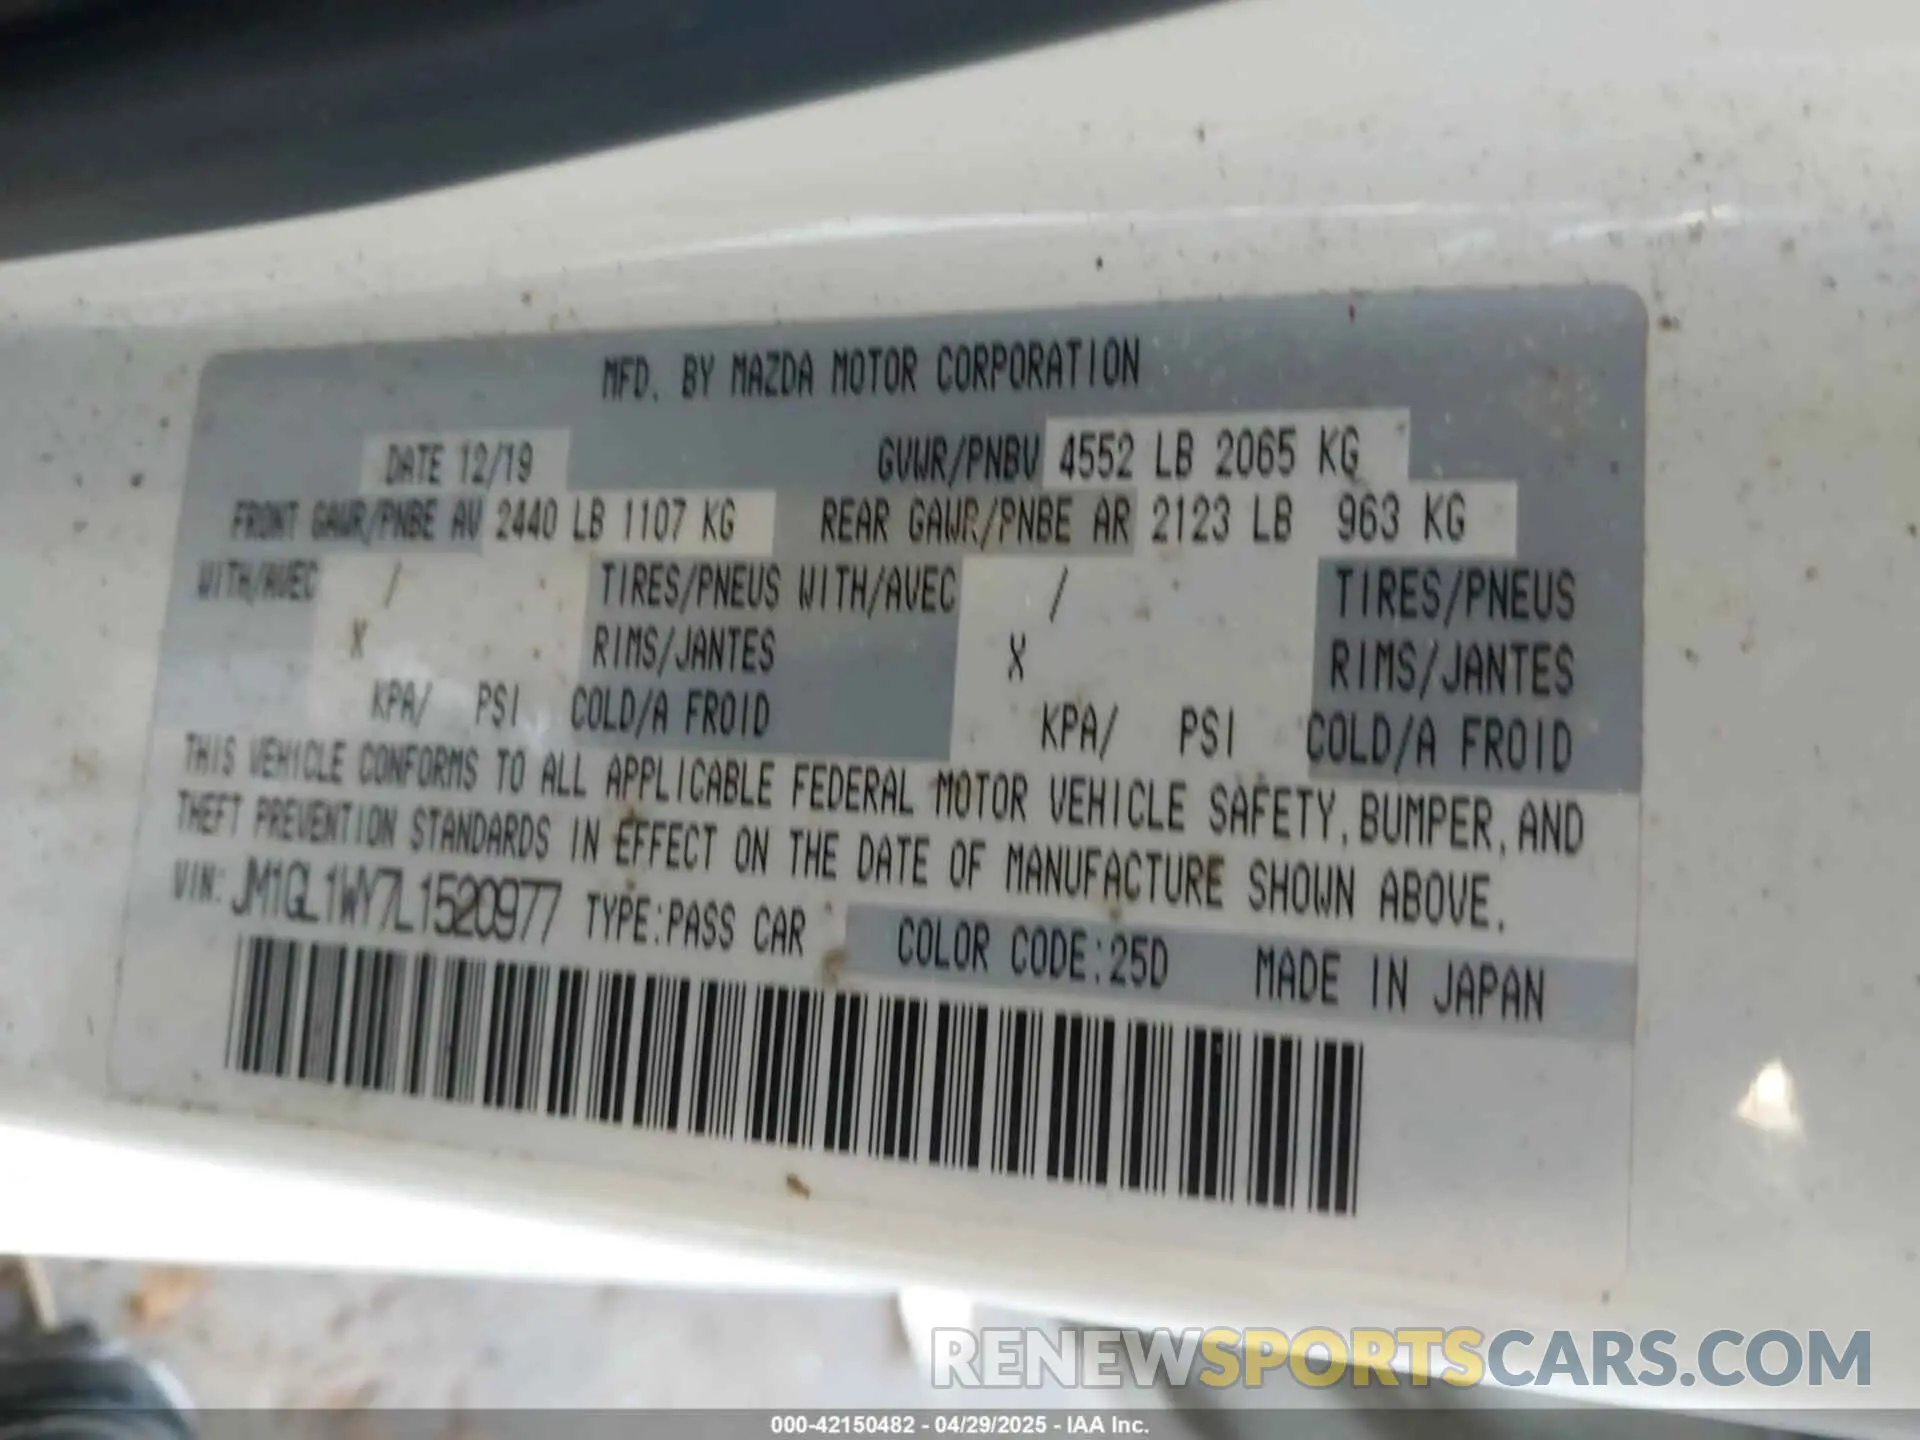 MFD. BY MAZDA MOTOR CORPORATION
DATE 12/19 GVWR/PNBV 4552 LB 2065 KG
FRONT GAWR/PNBE AV 2440 LB 1107 KG REAR GAWR/PNBE AR 2123 LB 963 KG
WITH/AVEC / TIRES/PNEUS WITH/AVEC / TIRES/PNEUS
X RIMS/JANTES X RIMS/JANTES
KPA/ PSI COLD/A FROID KPA/ PSI COLD/A FROID
THIS VEHICLE CONFORMS TO ALL APPLICABLE FEDERAL MOTOR VEHICLE SAFETY, BUMPER, AND
THEFT PREVENTION STANDARDS IN EFFECT ON THE DATE OF MANUFACTURE SHOWN ABOVE.
VIN: JM1GL1WY7L1520977 TYPE:PASS CAR COLOR CODE:25D MADE IN JAPAN
RENEWSPORTSCARS.COM
000-42150482 - 04/29/2025 - IAA Inc.